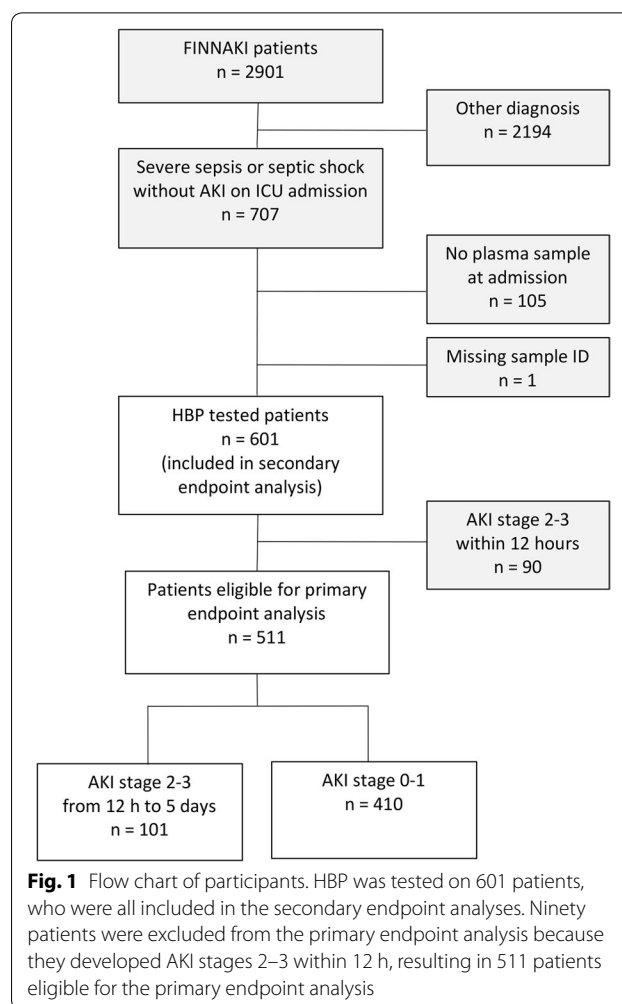 FINNAKI patients
n = 2901
Other diagnosis
n = 2194
Severe sepsis or septic shock
without AKI on ICU admission
n = 707
No plasma sample
at admission
n = 105
Missing sample ID
n = 1
HBP tested patients
n = 601
(included in secondary
endpoint analysis)
AKI stage 2-3
within 12 hours
n = 90
Patients eligible for primary
endpoint analysis
n = 511
AKI stage 2-3
from 12 h to 5 days
n = 101
AKI stage 0-1
n = 410
Fig. 1 Flow chart of participants. HBP was tested on 601 patients,
who were all included in the secondary endpoint analyses. Ninety
patients were excluded from the primary endpoint analysis because
they developed AKI stages 2–3 within 12 h, resulting in 511 patients
eligible for the primary endpoint analysis